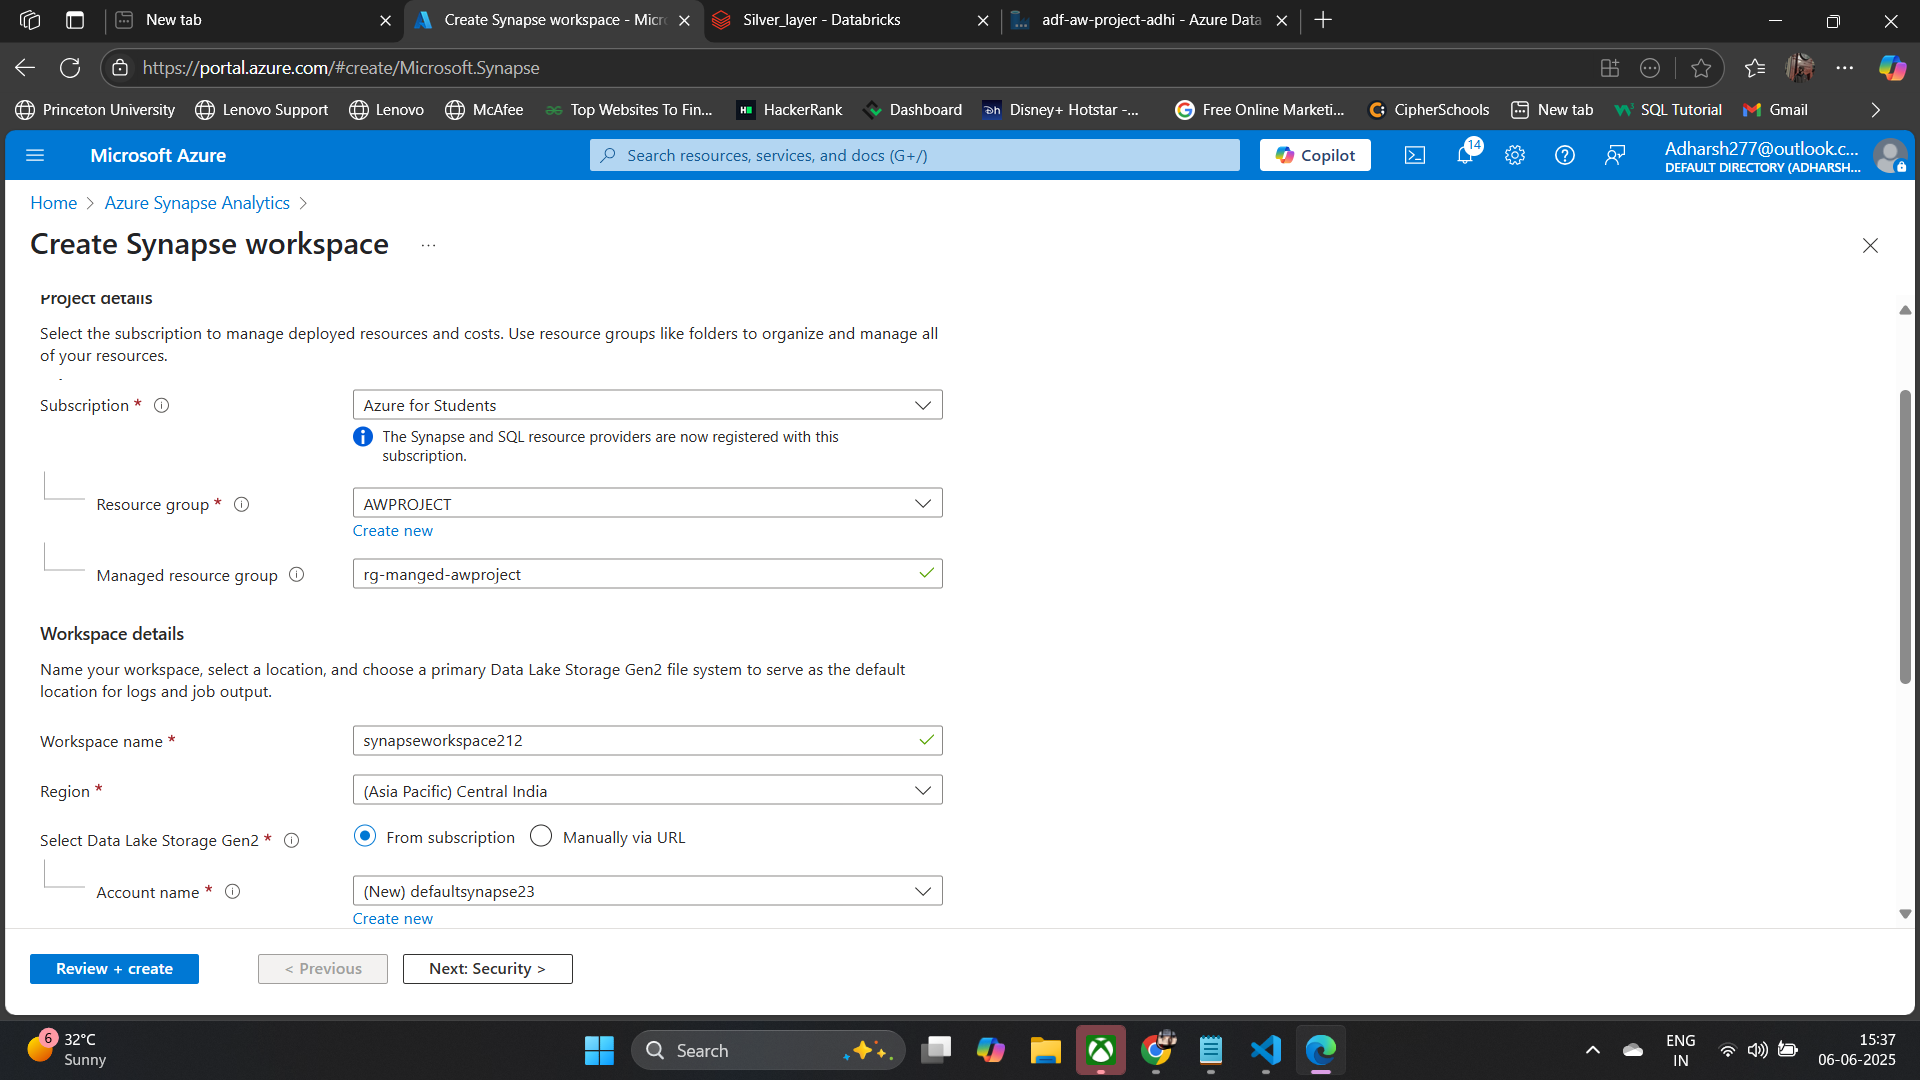 New tab
Create Synapse workspace - Micro
Silver_layer - Databricks
adf-aw-project-adhi - Azure Data
https://portal.azure.com/#create/Microsoft.Synapse
Princeton University
Lenovo Support
Lenovo
McAfee
Top Websites To Fin...
HackerRank
Dashboard
Disney+ Hotstar -...
Free Online Marketi...
CipherSchools
New tab
SQL Tutorial
Gmail
Microsoft Azure
Search resources, services, and docs (G+/)
Copilot
14
Adharsh277@outlook.c...
DEFAULT DIRECTORY (ADHARSH...
Home > Azure Synapse Analytics >
Create Synapse workspace ...
Project details
Select the subscription to manage deployed resources and costs. Use resource groups like folders to organize and manage all
of your resources.
Subscription *
Azure for Students
The Synapse and SQL resource providers are now registered with this
subscription.
Resource group *
AWPROJECT
Create new
Managed resource group
rg-manged-awproject
Workspace details
Name your workspace, select a location, and choose a primary Data Lake Storage Gen2 file system to serve as the default
location for logs and job output.
Workspace name *
synapseworkspace212
Region *
(Asia Pacific) Central India
Select Data Lake Storage Gen2 *
From subscription
Manually via URL
Account name *
(New) defaultsynapse23
Create new
Review + create
< Previous
Next: Security >
6
32°C
Sunny
Search
ENG
IN
15:37
06-06-2025